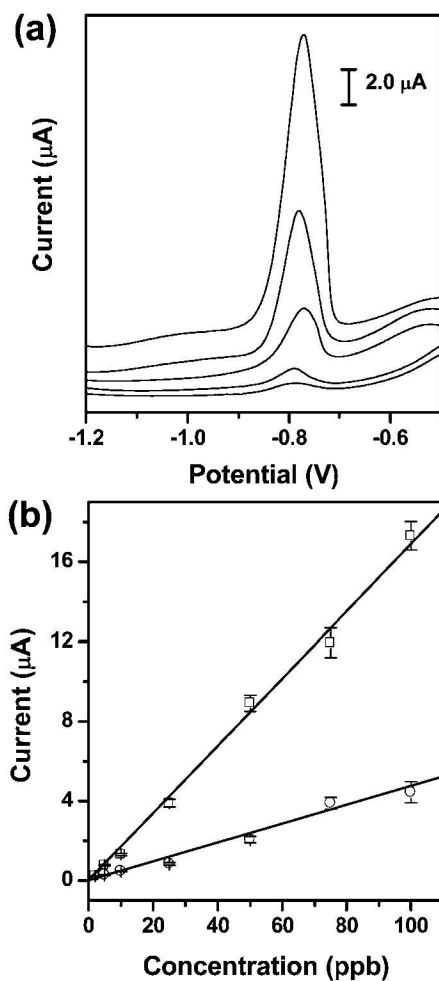 (a)
2.0 μA
Current (μA)
-1.2 -1.0 -0.8 -0.6
Potential (V)
(b)
16
12
8
4
0
Current (μA)
0 20 40 60 80 100
Concentration (ppb)